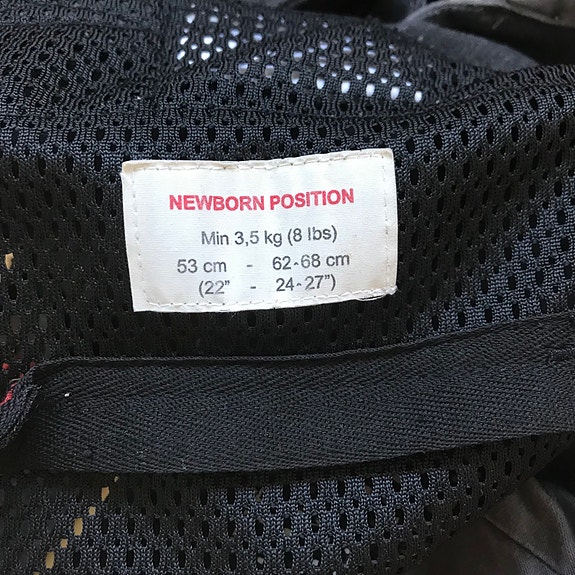 NEWBORN POSITION
Min 3,5 kg (8 lbs)
53 cm - 62-68 cm
(22" - 24-27")